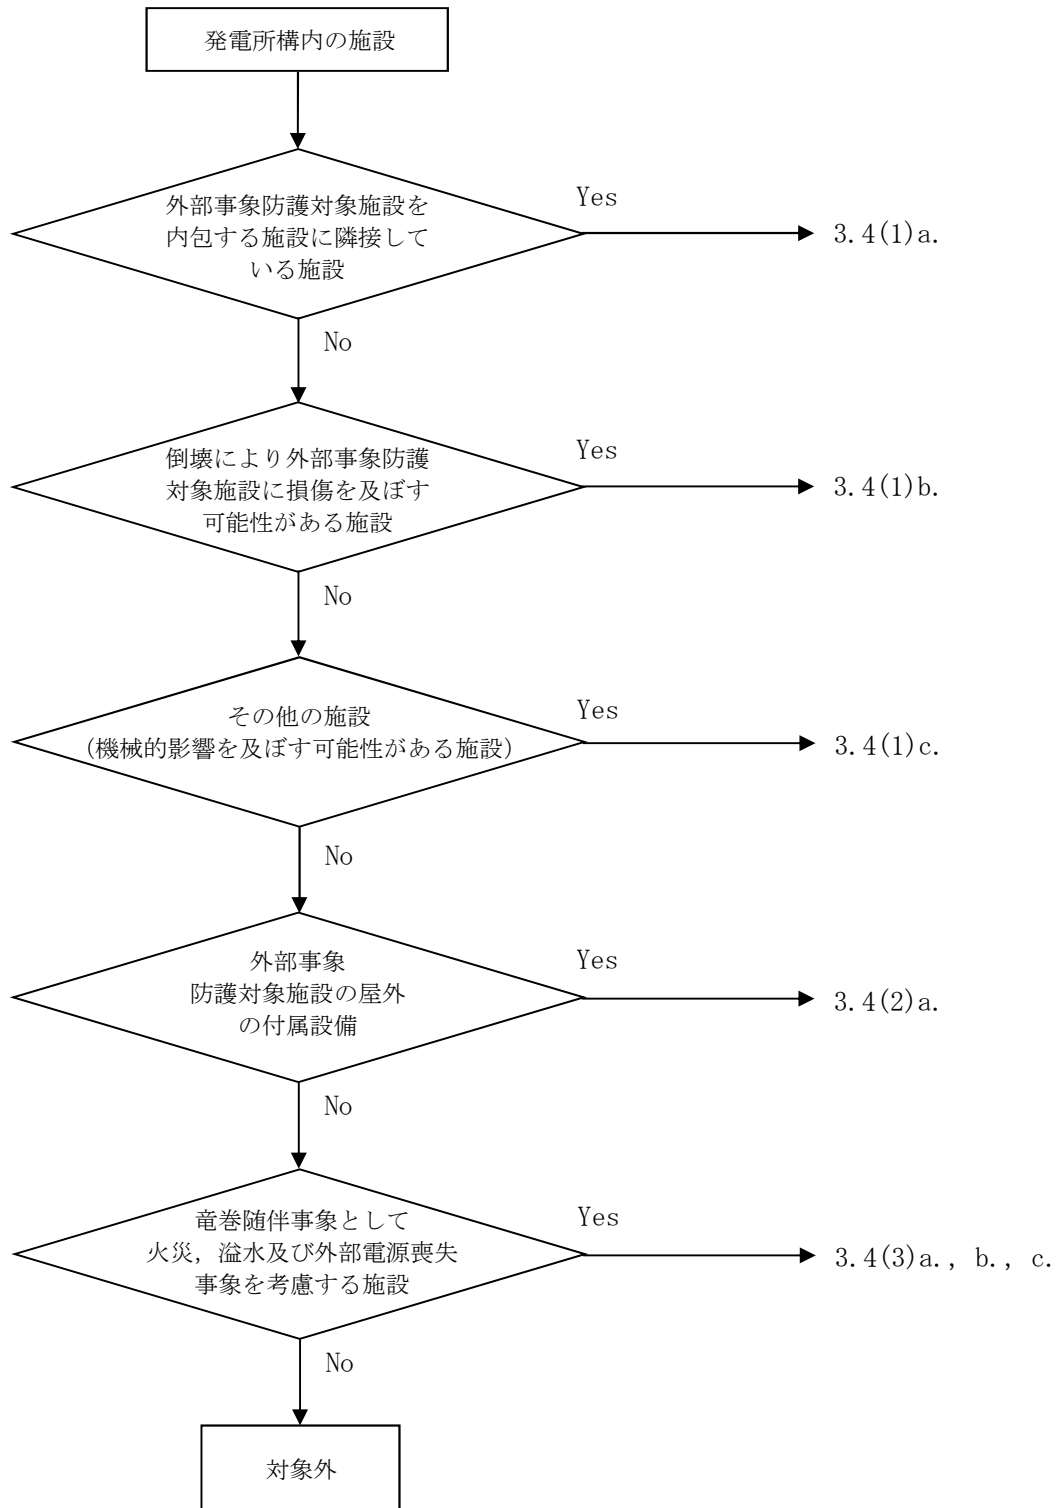 発電所構内の施設
外部事象防護対象施設を
内包する施設に隣接して
いる施設
Yes
3.4(1)a.
No
倒壊により外部事象防護
対象施設に損傷を及ぼす
可能性がある施設
Yes
3.4(1)b.
No
その他の施設
(機械的影響を及ぼす可能性がある施設)
Yes
3.4(1)c.
No
外部事象
防護対象施設の屋外
の付属設備
Yes
3.4(2)a.
No
竜巻随伴事象として
火災，溢水及び外部電源喪失
事象を考慮する施設
Yes
3.4(3)a., b., c.
No
対象外